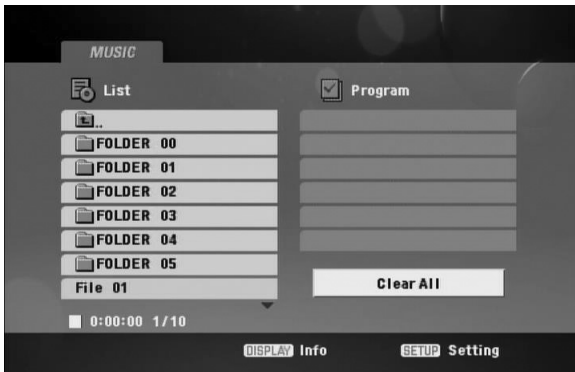 MUSIC
List
Program
..
FOLDER 00
FOLDER 01
FOLDER 02
FOLDER 03
FOLDER 04
FOLDER 05
File 01
Clear All
0:00:00 1/10
DISPLAY Info
SETUP Setting